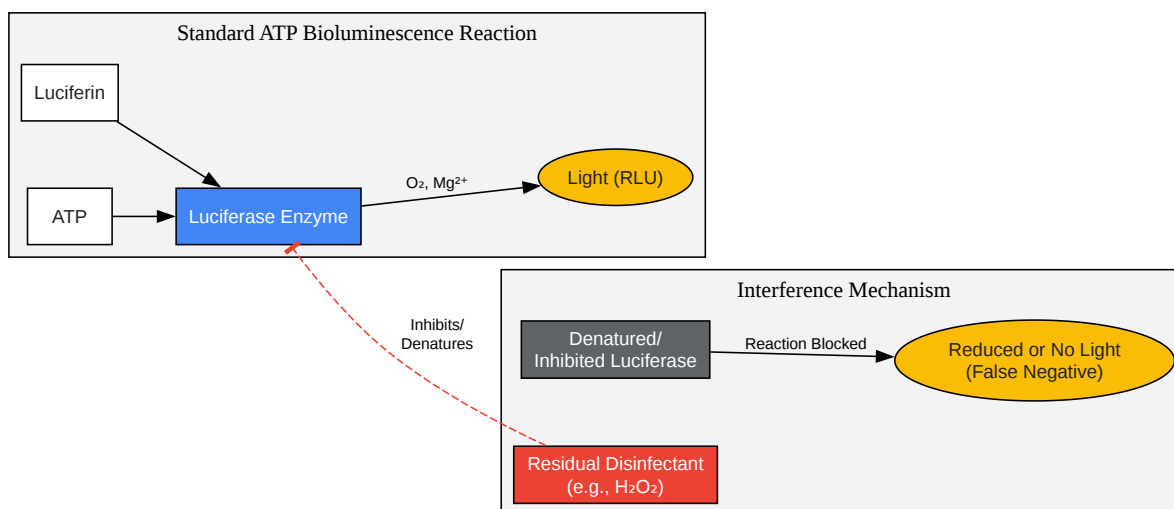 Standard ATP Bioluminescence Reaction
Luciferin
ATP
Luciferase Enzyme
O₂, Mg²⁺
Light (RLU)
Inhibits/
Denatures
Interference Mechanism
Denatured/
Inhibited Luciferase
Reaction Blocked
Reduced or No Light
(False Negative)
Residual Disinfectant
(e.g., H₂O₂)